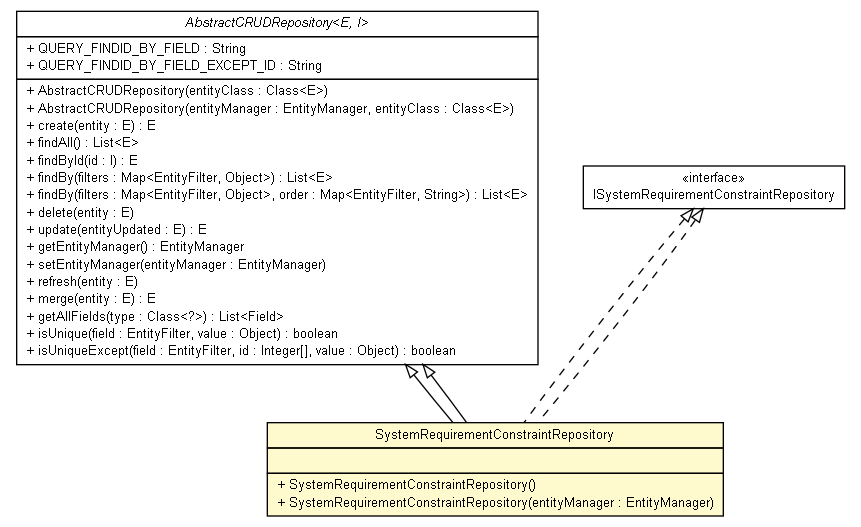 AbstractCRUDRepository<E, I>
+ QUERY_FINDID_BY_FIELD : String
+ QUERY_FINDID_BY_FIELD_EXCEPT_ID : String
+ AbstractCRUDRepository(entityClass : Class<E>)
+ AbstractCRUDRepository(entityManager : EntityManager, entityClass : Class<E>)
+ create(entity : E) : E
+ findAll() : List<E>
+ findById(id : I) : E
+ findBy(filters : Map<EntityFilter, Object>) : List<E>
+ findBy(filters : Map<EntityFilter, Object>, order : Map<EntityFilter, String>) : List<E>
+ delete(entity : E)
+ update(entityUpdated : E) : E
+ getEntityManager() : EntityManager
+ setEntityManager(entityManager : EntityManager)
+ refresh(entity : E)
+ merge(entity : E) : E
+ getAllFields(type : Class<?>) : List<Field>
+ isUnique(field : EntityFilter, value : Object) : boolean
+ isUniqueExcept(field : EntityFilter, id : Integer[], value : Object) : boolean
«interface»
ISystemRequirementConstraintRepository
SystemRequirementConstraintRepository
+ SystemRequirementConstraintRepository()
+ SystemRequirementConstraintRepository(entityManager : EntityManager)